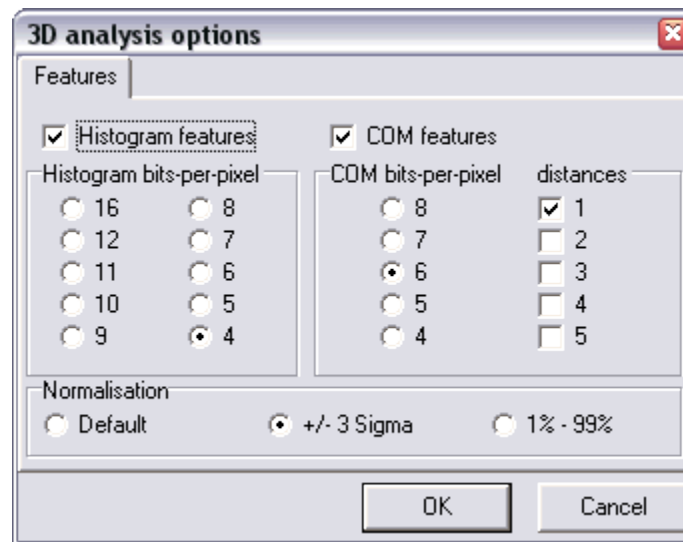 3D analysis options
Features
Histogram features COM features
Histogram bits-per-pixel COM bits-per-pixel distances
16 8 8 1
12 7 7 2
11 6 6 3
10 5 5 4
9 4 4 5
Normalisation
Default +/- 3 Sigma 1% - 99%
OK Cancel